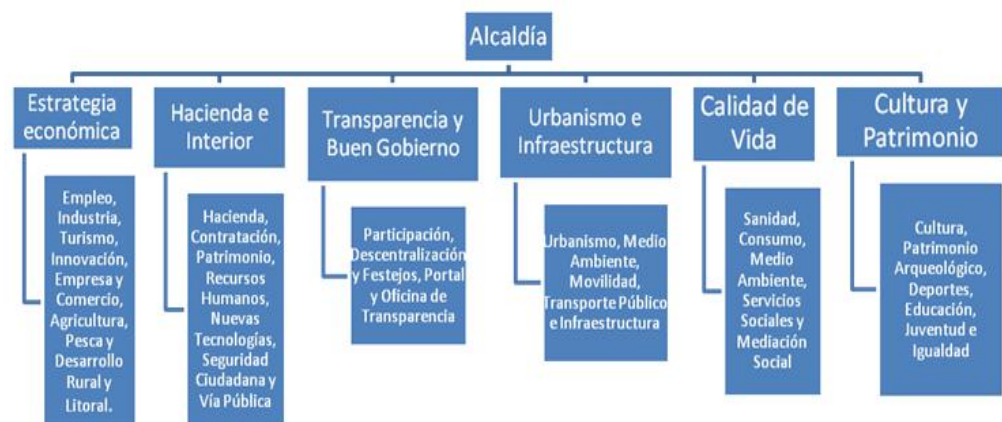 Alcaldía
Estrategia
económica
Empleo,
Industria,
Turismo,
Innovación,
Empresa y
Comercio,
Agricultura,
Pesca y
Desarrollo
Rural y
Litoral.
Hacienda e
Interior
Hacienda,
Contratación,
Patrimonio,
Recursos
Humanos,
Nuevas
Tecnologías,
Seguridad
Ciudadana y
Vía Pública
Transparencia y
Buen Gobierno
Participación,
Descentralización
y Festejos, Portal
y Oficina de
Transparencia
Urbanismo e
Infraestructura
Urbanismo, Medio
Ambiente,
Movilidad,
Transporte Público
e Infraestructura
Calidad de
Vida
Sanidad,
Consumo,
Medio
Ambiente,
Servicios
Sociales y
Mediación
Social
Cultura y
Patrimonio
Cultura,
Patrimonio
Arqueológico,
Deportes,
Educación,
Juventud e
Igualdad